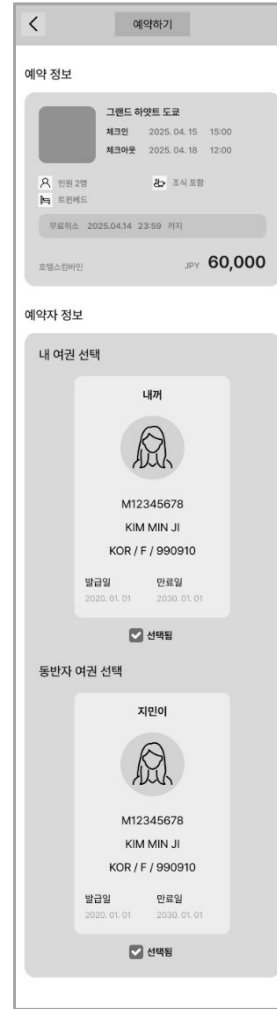 예약하기
예약 정보
그랜드 하얏트 도쿄
체크인 2025. 04. 15 15:00
체크아웃 2025. 04. 18 12:00
인원 2명 조식 포함
트윈베드
무료취소 2025.04.14 23:59 까지
호텔스컴바인 JPY 60,000
예약자 정보
내 여권 선택
내꺼
M12345678
KIM MIN JI
KOR / F / 990910
발급일 만료일
2020. 01. 01 2030. 01. 01
선택됨
동반자 여권 선택
지민이
M12345678
KIM MIN JI
KOR / F / 990910
발급일 만료일
2020. 01. 01 2030. 01. 01
선택됨